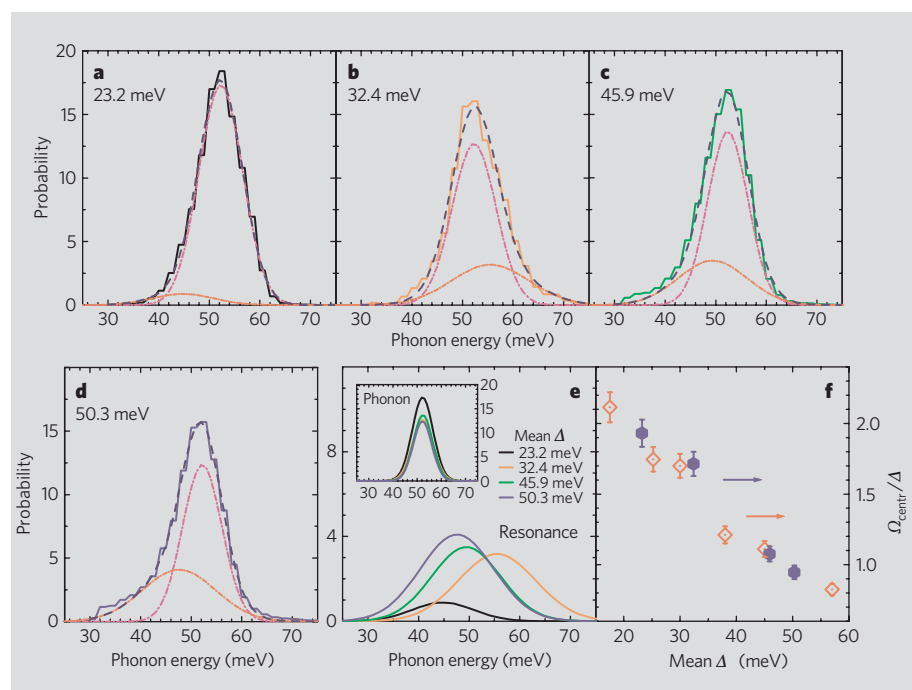 20
15
10
5
0
Probability
a
23.2 meV
30 40 50 60 70
b
32.4 meV
30 40 50 60 70
c
45.9 meV
30 40 50 60 70
Phonon energy (meV)
d
50.3 meV
15
10
5
0
Probability
30 40 50 60 70
Phonon energy (meV)
e
8
4
0
Phonon
20
15
10
5
0
30 40 50 60 70
Mean Δ
23.2 meV
32.4 meV
45.9 meV
50.3 meV
Resonance
30 40 50 60 70
Phonon energy (meV)
f
2.0
1.0
Ωcentr/Δ
20 30 40 50 60
Mean Δ (meV)